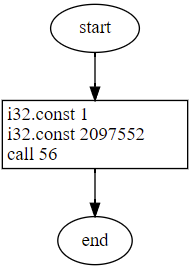 start
i32.const 1
i32.const 2097552
call 56
end